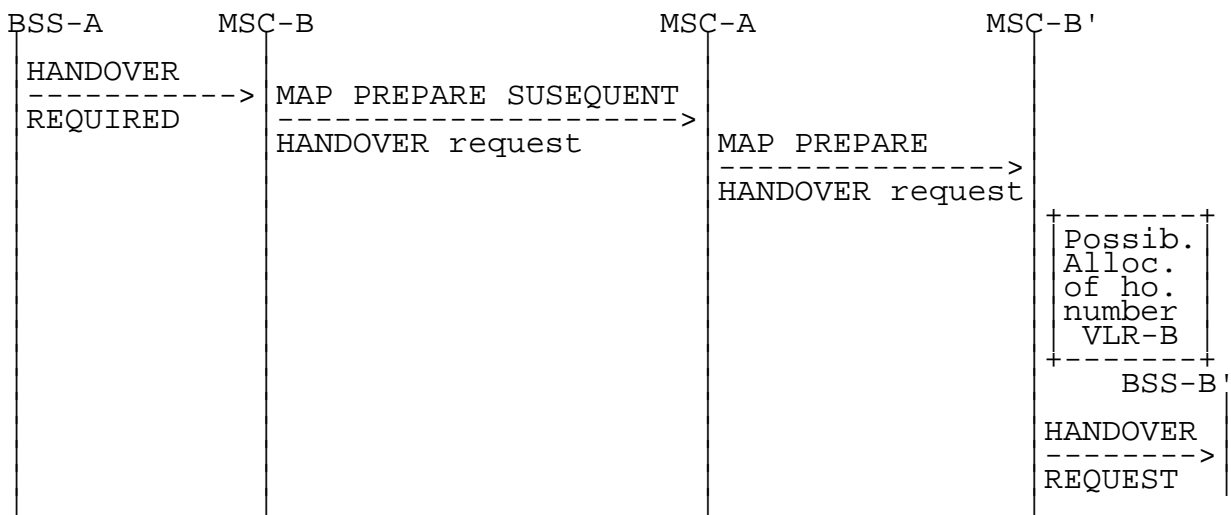 BSS-A MSC-B MSC-A MSC-B'
HANDOVER
REQUIRED
MAP PREPARE SUSEQUENT
HANDOVER request
MAP PREPARE
HANDOVER request
Possib.
Alloc.
of ho.
number
VLR-B
BSS-B'
HANDOVER
REQUEST